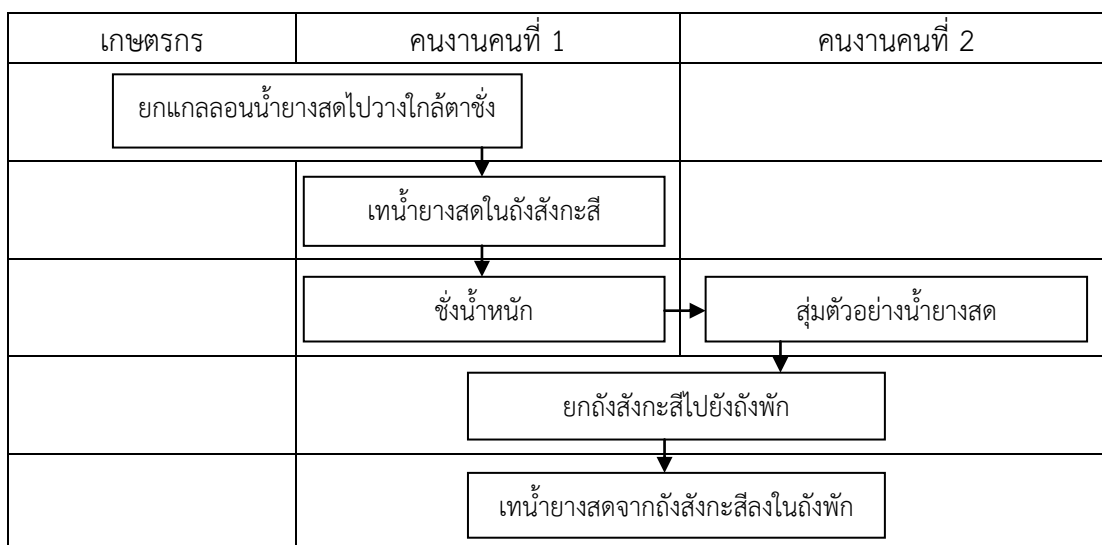 เกษตรกร
คนงานคนที่ 1
คนงานคนที่ 2
ยกแกลลอนน้ำยางสดไปวางใกล้ตาชั่ง
เทน้ำยางสดในถังสังกะสี
ชั่งน้ำหนัก
สุ่มตัวอย่างน้ำยางสด
ยกถังสังกะสีไปยังถังพัก
เทน้ำยางสดจากถังสังกะสีลงในถังพัก